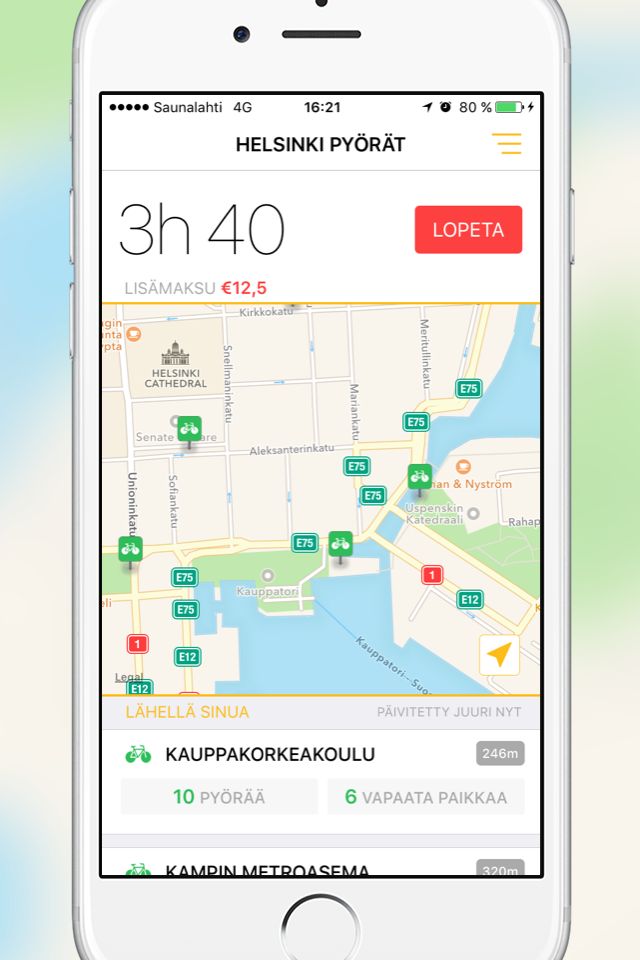 ●●●●● Saunalahti 4G 16:21 80 %
HELSINKI PYÖRÄT
3h 40
LOPETA
LISÄMAKSU €12,5
Kirkkokatu
HELSINKI
CATHEDRAL
Snellmaninkatu
Meritullinkatu
Mariankatu
E75
E75
Senate
Aleksanterinkatu
E75
E75
Unioninkatu
Sofiankatu
an & Nyström
Uspenskin
Katedraali
Rahap
E75
E75
Kauppatori
1
E12
E75
1
E12
Kauppatori-Suo
Legal
E12
LÄHELLÄ SINUA
PÄIVITETTY JUURI NYT
KAUPPAKORKEAKOULU
246m
10 PYÖRÄÄ
6 VAPAATA PAIKKAA
KAMPIN METROASEMA
320m